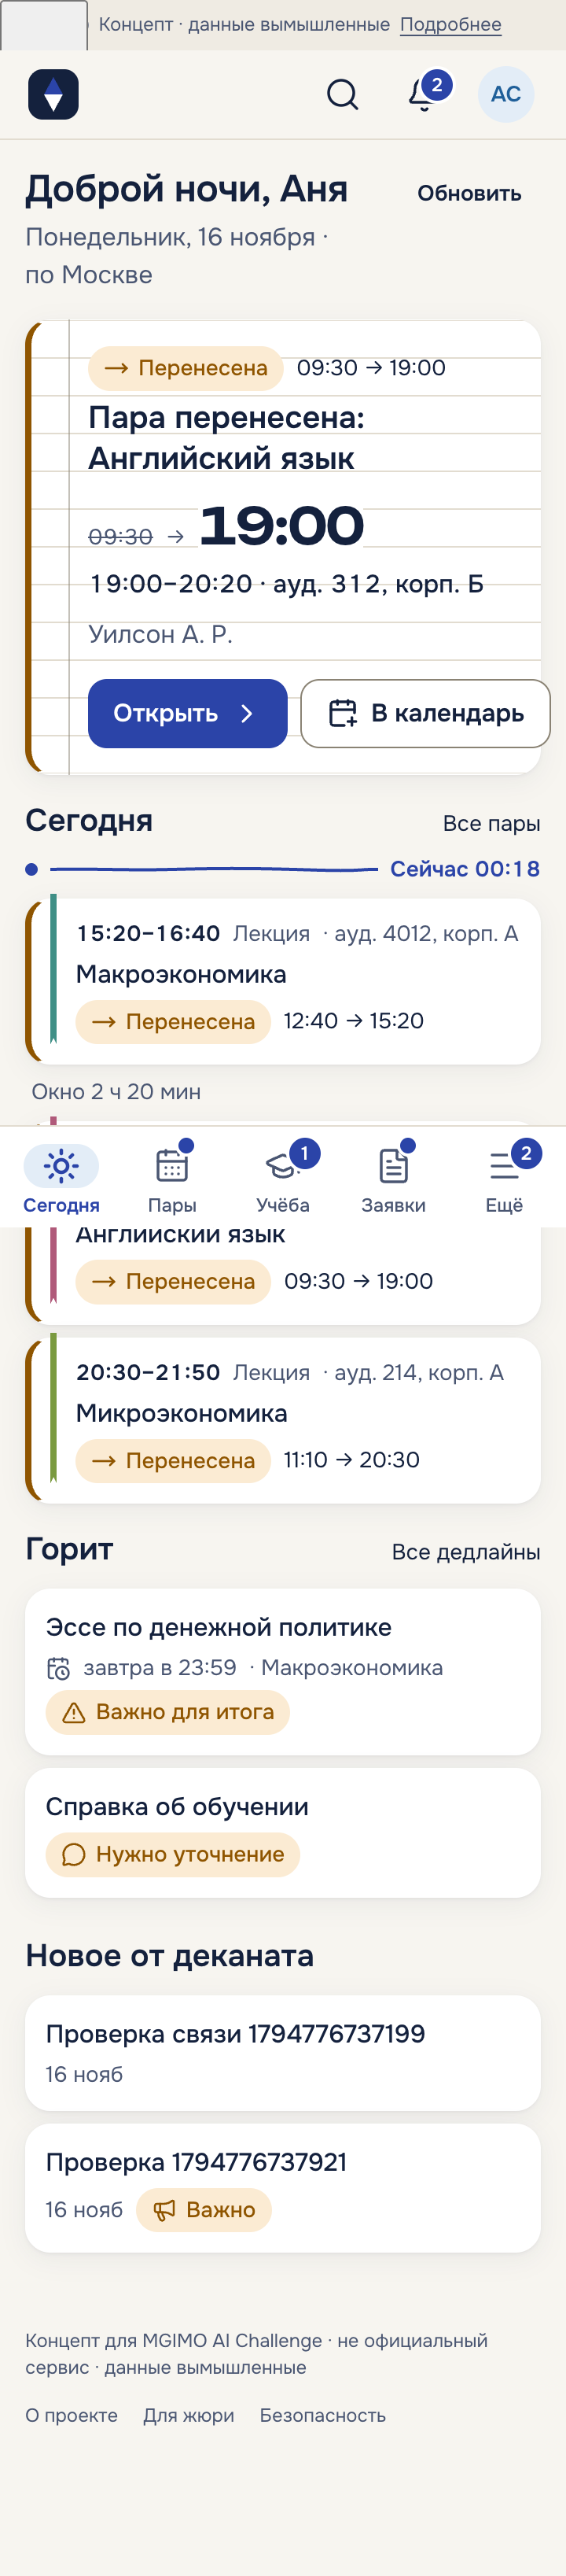 Концепт · данные вымышленные Подробнее
2
АС
Доброй ночи, Аня
Обновить
Понедельник, 16 ноября ·
по Москве
Перенесена 09:30 → 19:00
Пара перенесена:
Английский язык
09:30 → 19:00
19:00–20:20 · ауд. 312, корп. Б
Уилсон А. Р.
Открыть
В календарь
Сегодня
Все пары
Сейчас 00:18
15:20–16:40 Лекция · ауд. 4012, корп. А
Макроэкономика
Перенесена 12:40 → 15:20
Окно 2 ч 20 мин
1
2
Сегодня Пары Учёба Заявки Ещё
Английский язык
Перенесена 09:30 → 19:00
20:30–21:50 Лекция · ауд. 214, корп. А
Микроэкономика
Перенесена 11:10 → 20:30
Горит
Все дедлайны
Эссе по денежной политике
завтра в 23:59 · Макроэкономика
Важно для итога
Справка об обучении
Нужно уточнение
Новое от деканата
Проверка связи 1794776737199
16 нояб
Проверка 1794776737921
16 нояб Важно
Концепт для MGIMO AI Challenge · не официальный
сервис · данные вымышленные
О проекте Для жюри Безопасность